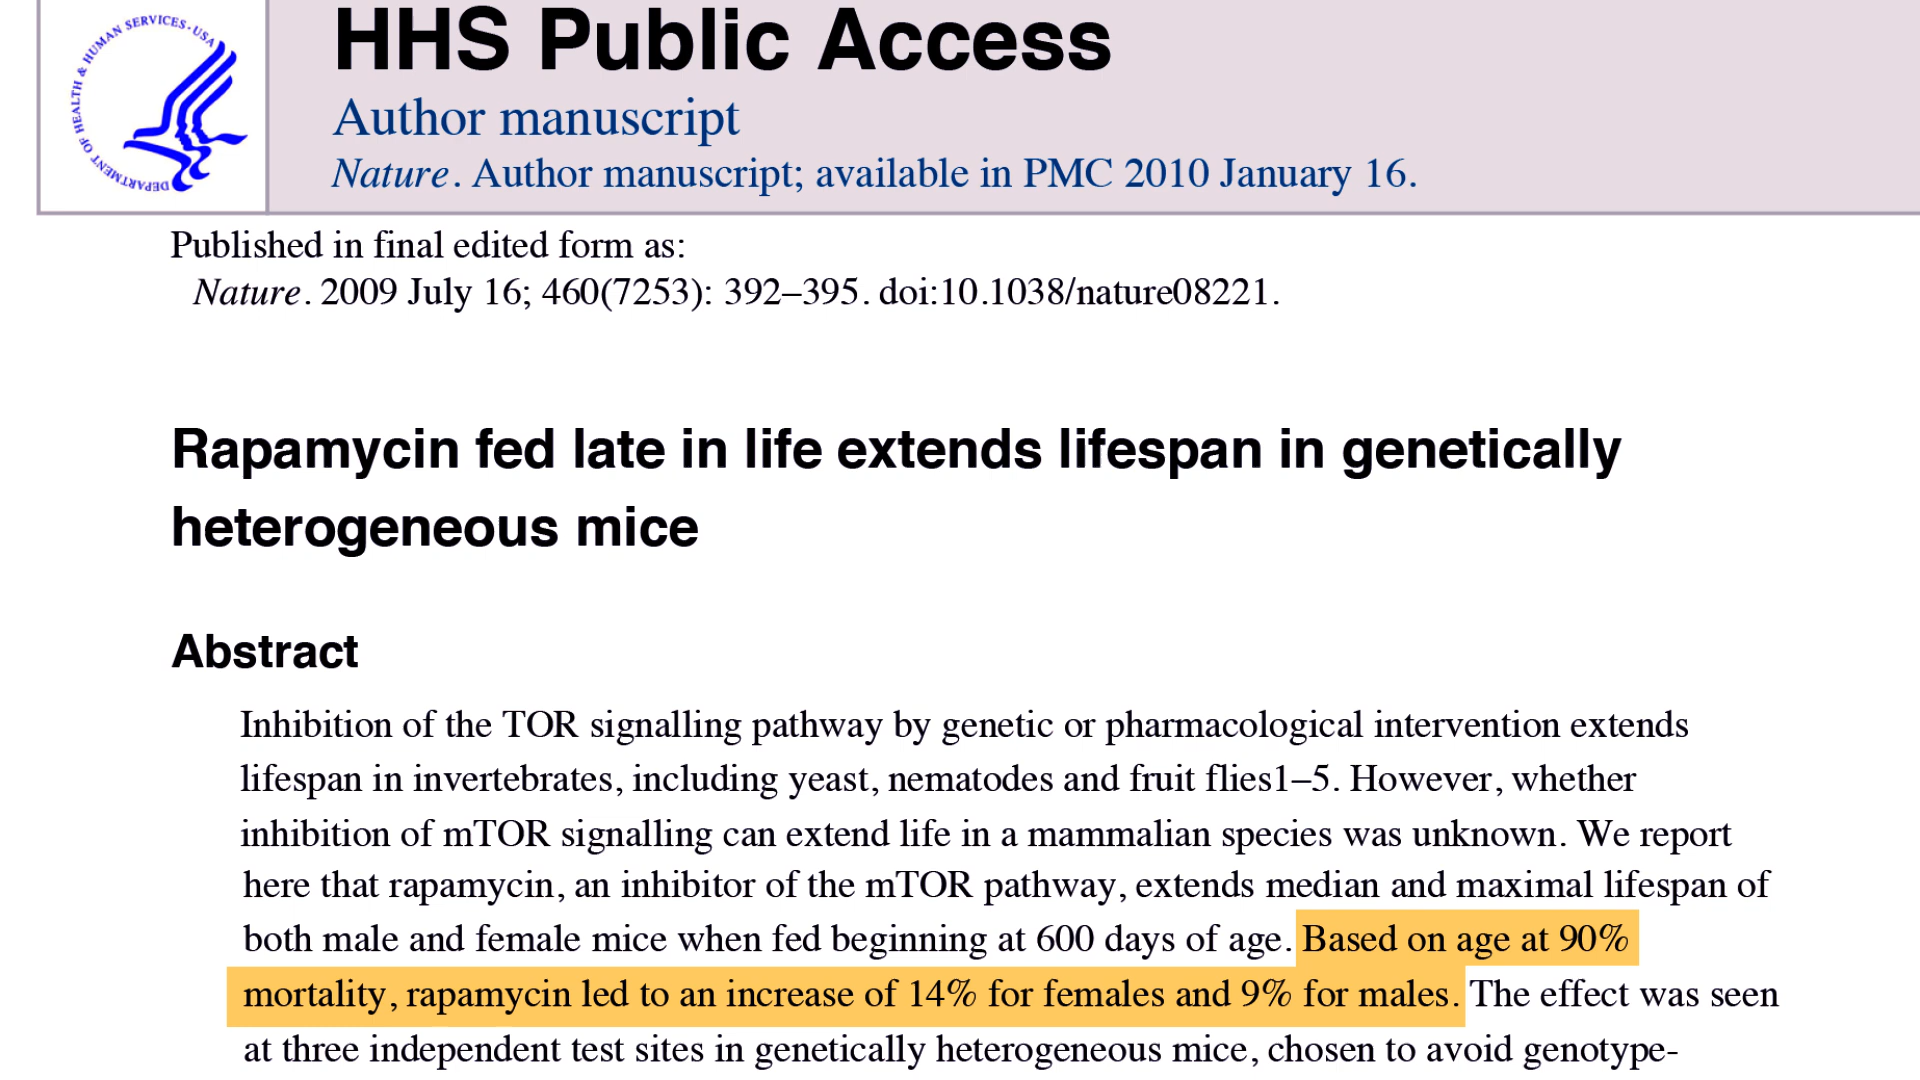 DEPARTMENT OF HEALTH & HUMAN SERVICES · USA
HHS Public Access
Author manuscript
Nature. Author manuscript; available in PMC 2010 January 16.
Published in final edited form as:
Nature. 2009 July 16; 460(7253): 392–395. doi:10.1038/nature08221.
Rapamycin fed late in life extends lifespan in genetically
heterogeneous mice
Abstract
Inhibition of the TOR signalling pathway by genetic or pharmacological intervention extends
lifespan in invertebrates, including yeast, nematodes and fruit flies1–5. However, whether
inhibition of mTOR signalling can extend life in a mammalian species was unknown. We report
here that rapamycin, an inhibitor of the mTOR pathway, extends median and maximal lifespan of
both male and female mice when fed beginning at 600 days of age. Based on age at 90%
mortality, rapamycin led to an increase of 14% for females and 9% for males. The effect was seen
at three independent test sites in genetically heterogeneous mice, chosen to avoid genotype-